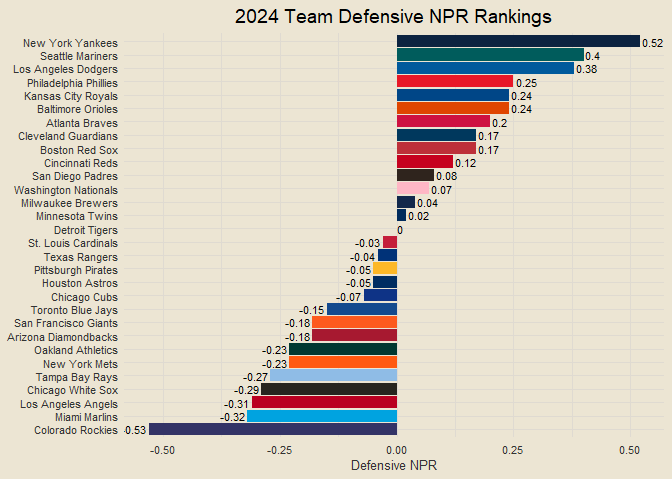 2024 Team Defensive NPR Rankings
New York Yankees 0.52
Seattle Mariners 0.4
Los Angeles Dodgers 0.38
Philadelphia Phillies 0.25
Kansas City Royals 0.24
Baltimore Orioles 0.24
Atlanta Braves 0.2
Cleveland Guardians 0.17
Boston Red Sox 0.17
Cincinnati Reds 0.12
San Diego Padres 0.08
Washington Nationals 0.07
Milwaukee Brewers 0.04
Minnesota Twins 0.02
Detroit Tigers 0
St. Louis Cardinals -0.03
Texas Rangers -0.04
Pittsburgh Pirates -0.05
Houston Astros -0.05
Chicago Cubs -0.07
Toronto Blue Jays -0.15
San Francisco Giants -0.18
Arizona Diamondbacks -0.18
Oakland Athletics -0.23
New York Mets -0.23
Tampa Bay Rays -0.27
Chicago White Sox -0.29
Los Angeles Angels -0.31
Miami Marlins -0.32
Colorado Rockies -0.53
-0.50 -0.25 0.00 0.25 0.50
Defensive NPR